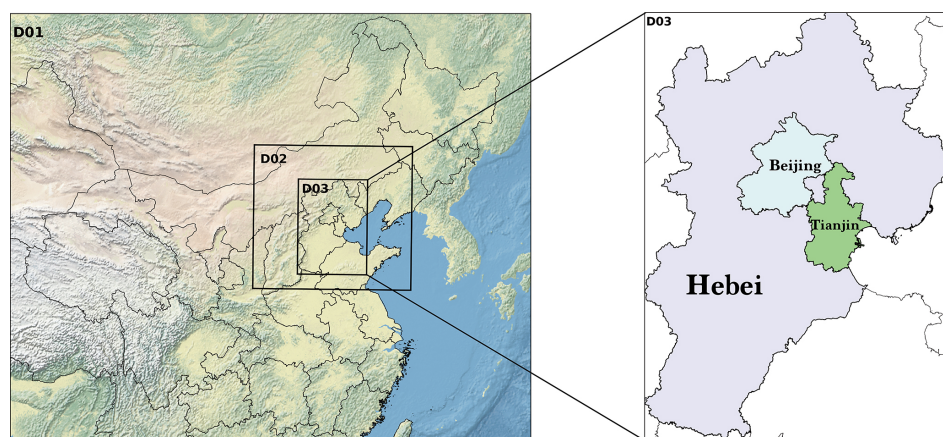 D01
D02
D03
D03
Beijing
Tianjin
Hebei